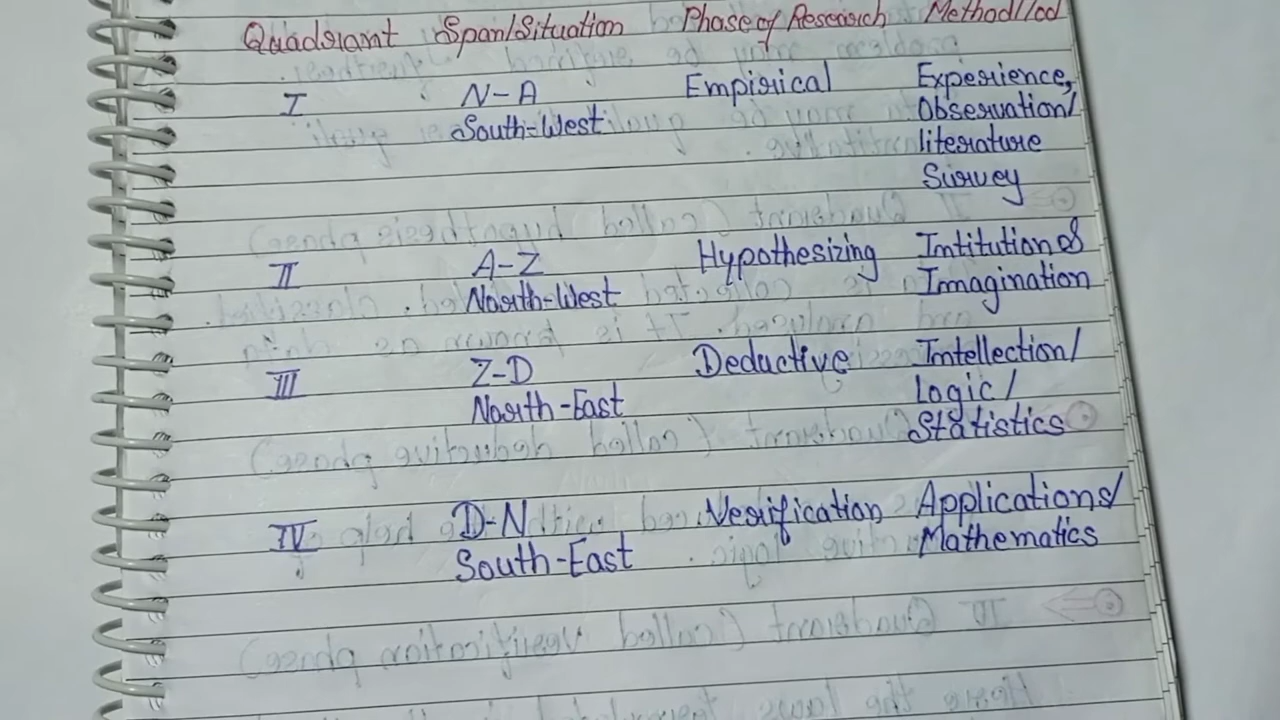 Quadrant Span/Situation Phase of Research Method/
I N-A Empirical Experience,
South-West Observation/
literature
Survey
II A-Z Hypothesizing Intitution &
North-West Imagination
III Z-D Deductive Intellection/
North-East Logic/
Statistics
IV D-N Verification Applications/
South-East Mathematics